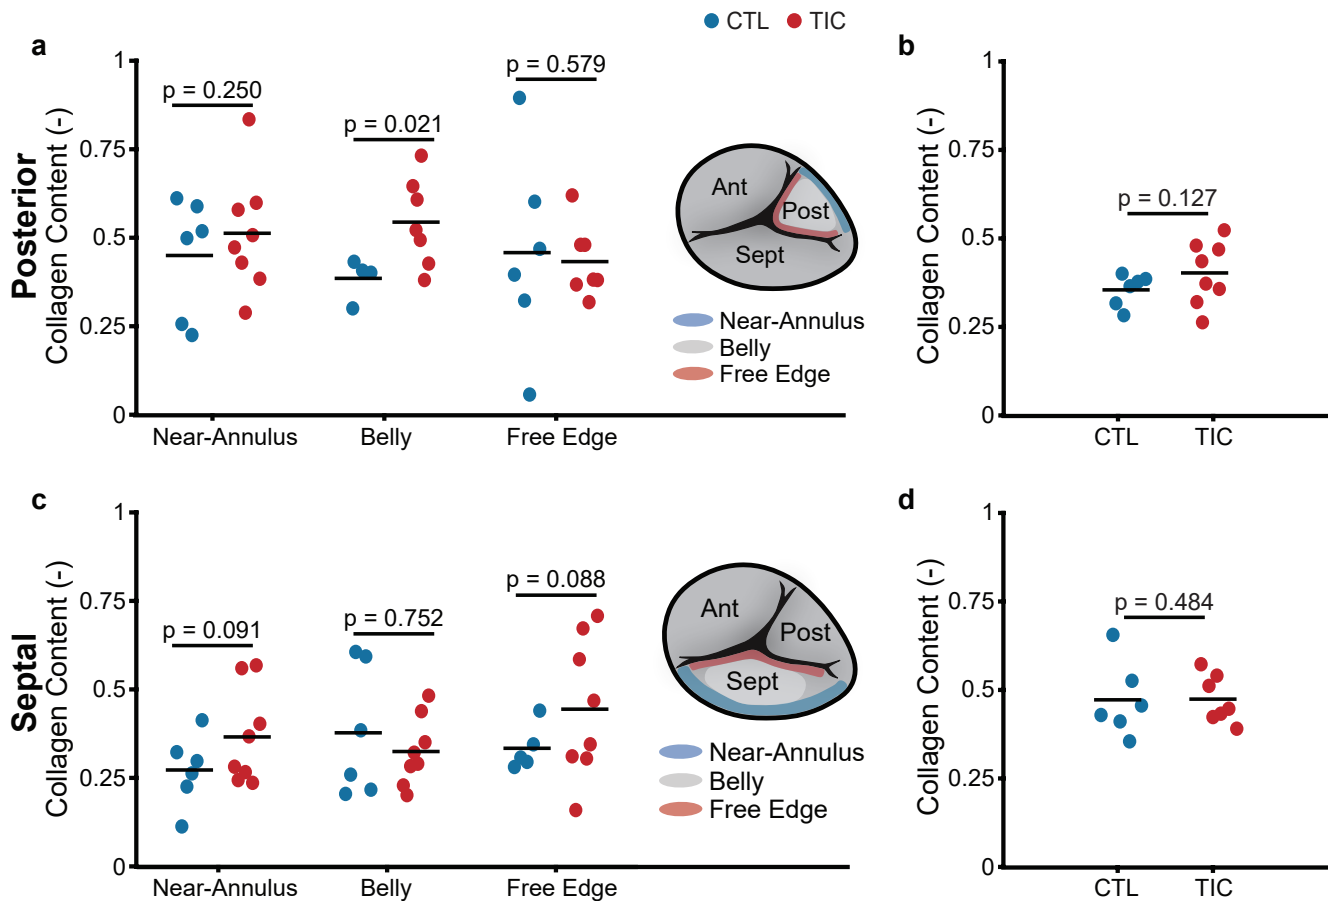 CTL TIC
a
Posterior
Collagen Content (-)
1
0.75
0.5
0.25
0
p = 0.250
p = 0.021
p = 0.579
Near-Annulus
Belly
Free Edge
Ant
Post
Sept
Near-Annulus
Belly
Free Edge
b
Collagen Content (-)
1
0.75
0.5
0.25
0
p = 0.127
CTL
TIC
c
Septal
Collagen Content (-)
1
0.75
0.5
0.25
0
p = 0.091
p = 0.752
p = 0.088
Near-Annulus
Belly
Free Edge
Ant
Post
Sept
Near-Annulus
Belly
Free Edge
d
Collagen Content (-)
1
0.75
0.5
0.25
0
p = 0.484
CTL
TIC